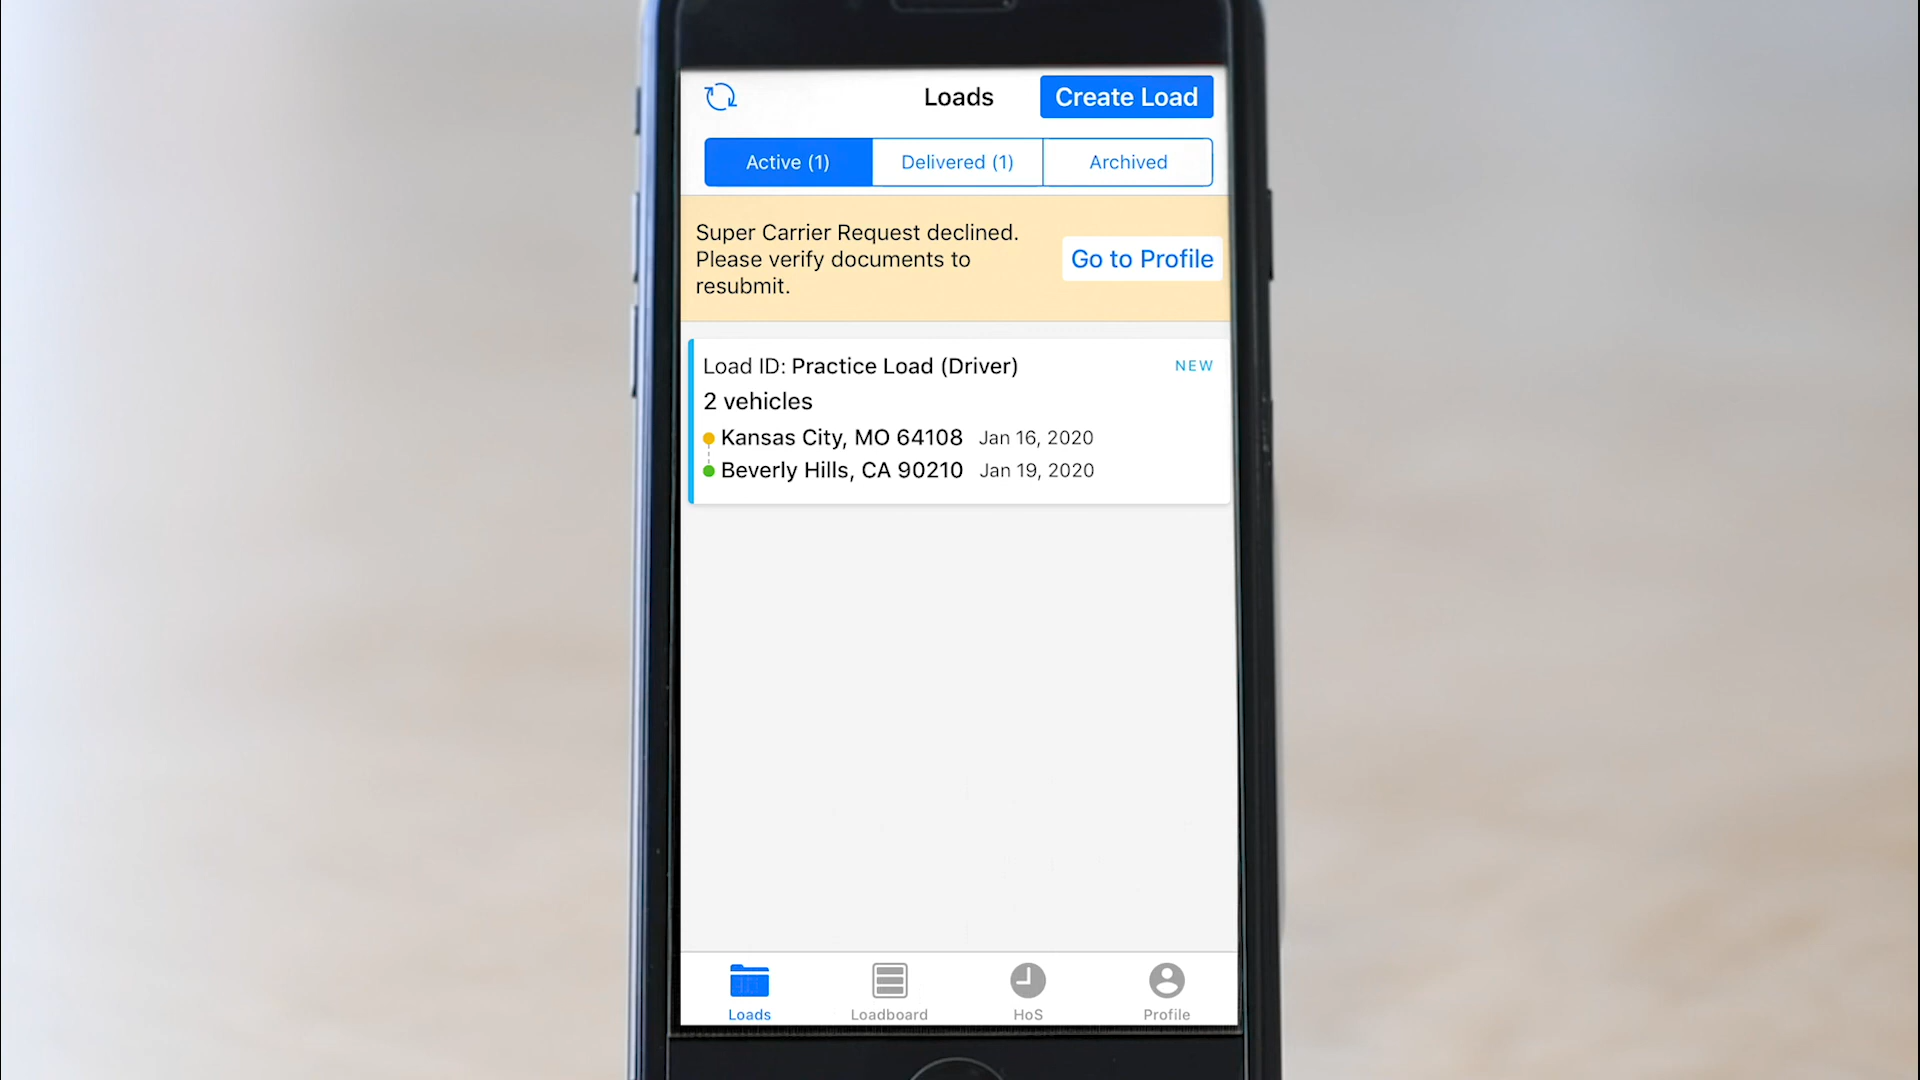 Loads
Create Load
Active (1)
Delivered (1)
Archived
Super Carrier Request declined.
Please verify documents to
resubmit.
Go to Profile
Load ID: Practice Load (Driver)
NEW
2 vehicles
Kansas City, MO 64108 Jan 16, 2020
Beverly Hills, CA 90210 Jan 19, 2020
Loads
Loadboard
HoS
Profile